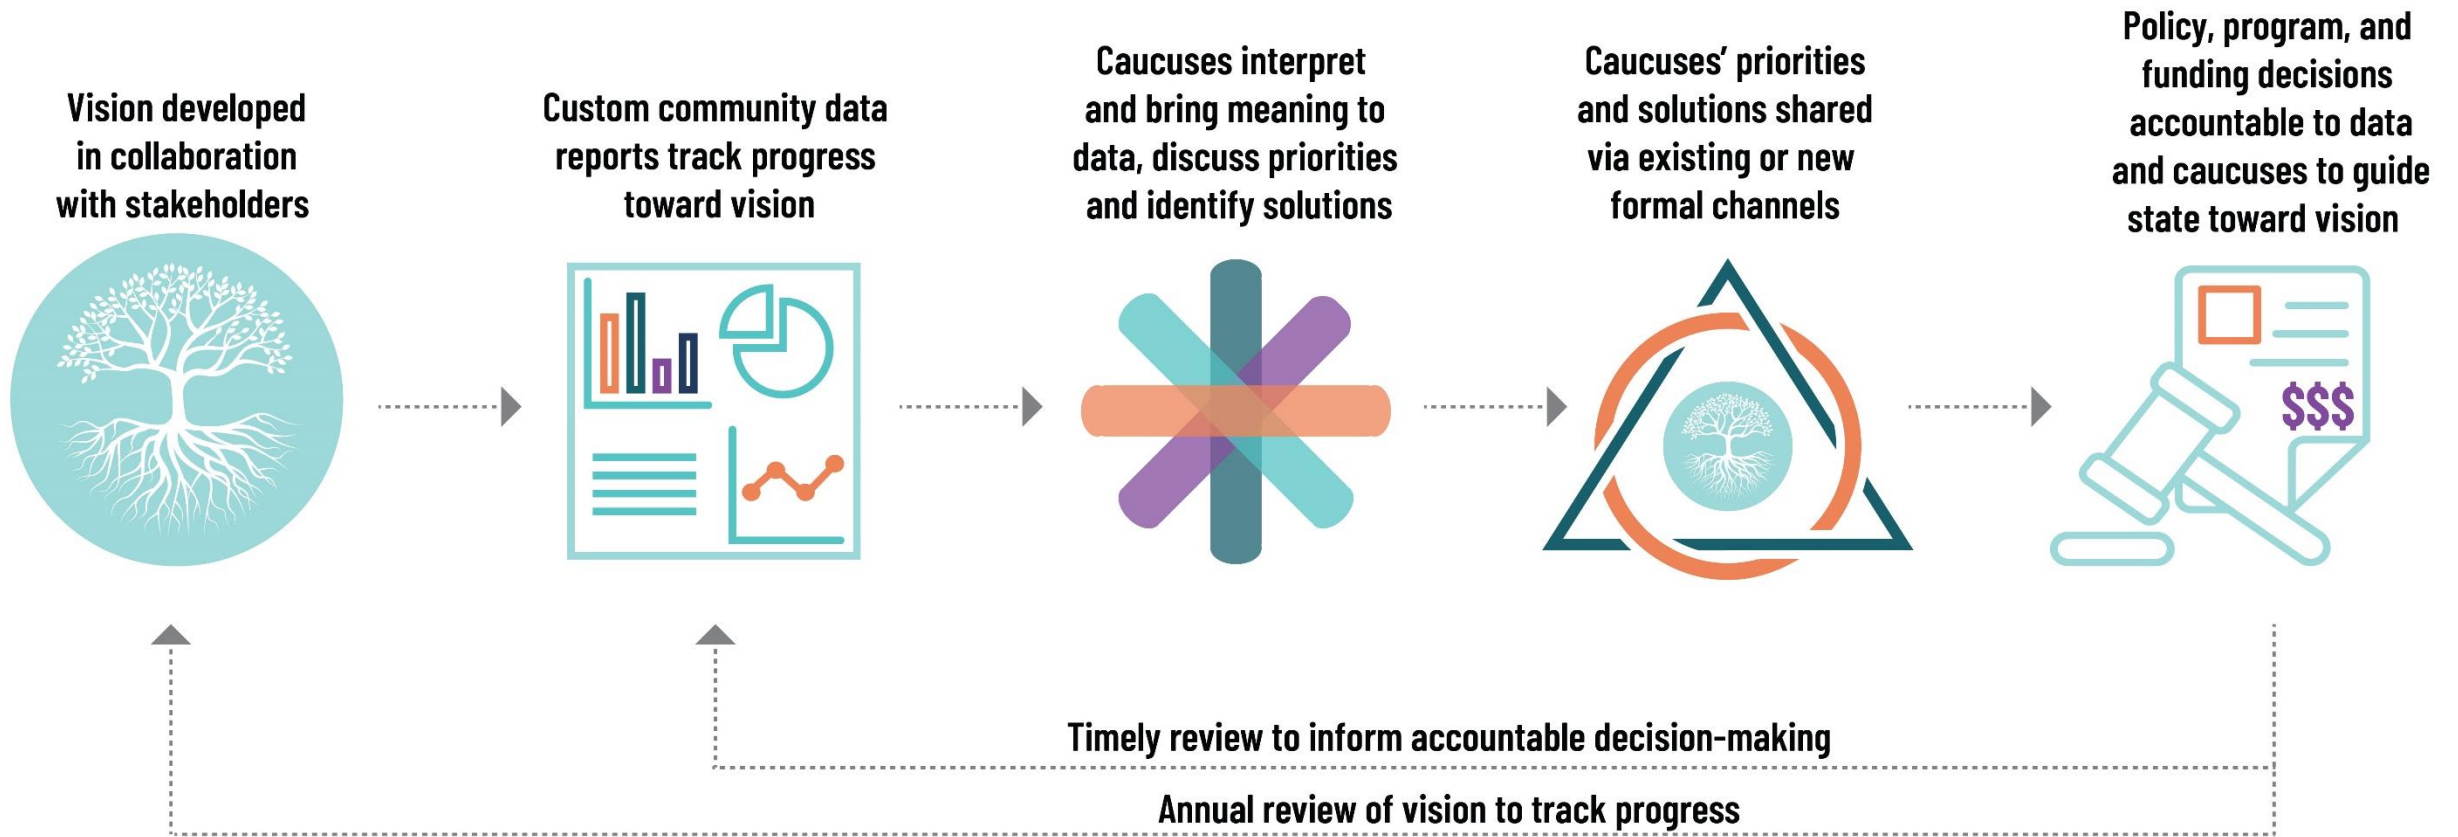 Vision developed
in collaboration
with stakeholders
Custom community data
reports track progress
toward vision
Caucuses interpret
and bring meaning to
data, discuss priorities
and identify solutions
Caucuses’ priorities
and solutions shared
via existing or new
formal channels
Policy, program, and
funding decisions
accountable to data
and caucuses to guide
state toward vision
$$$
Timely review to inform accountable decision-making
Annual review of vision to track progress